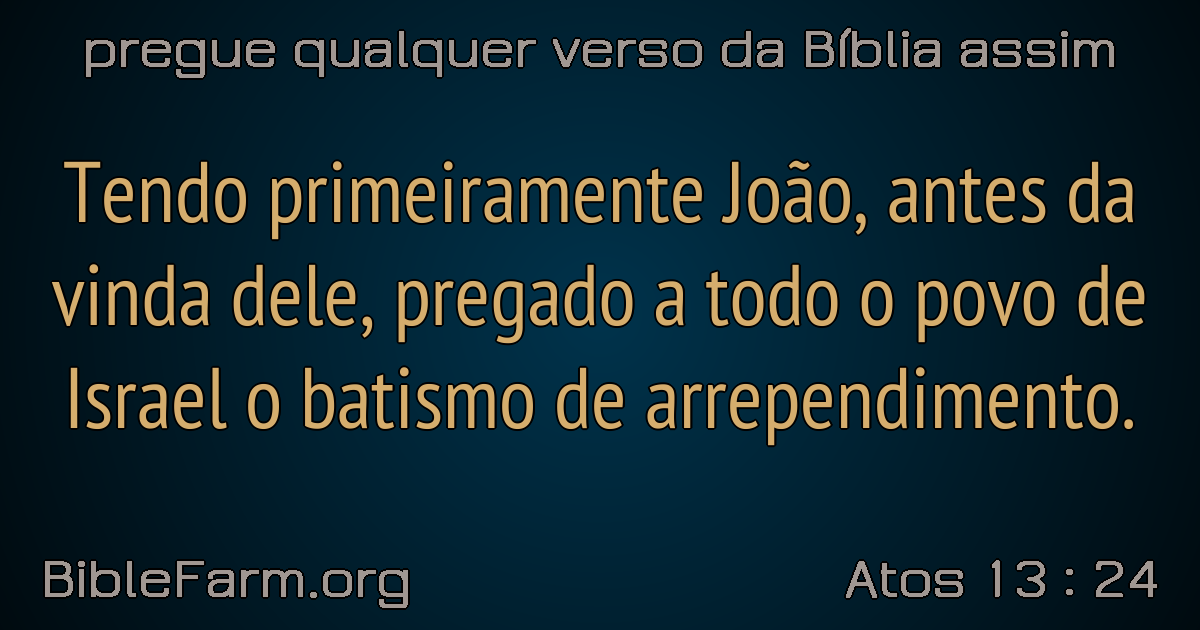 pregue qualquer verso da Bíblia assim
Tendo primeiramente João, antes da
vinda dele, pregado a todo o povo de
Israel o batismo de arrependimento.
BibleFarm.org
Atos 13 : 24